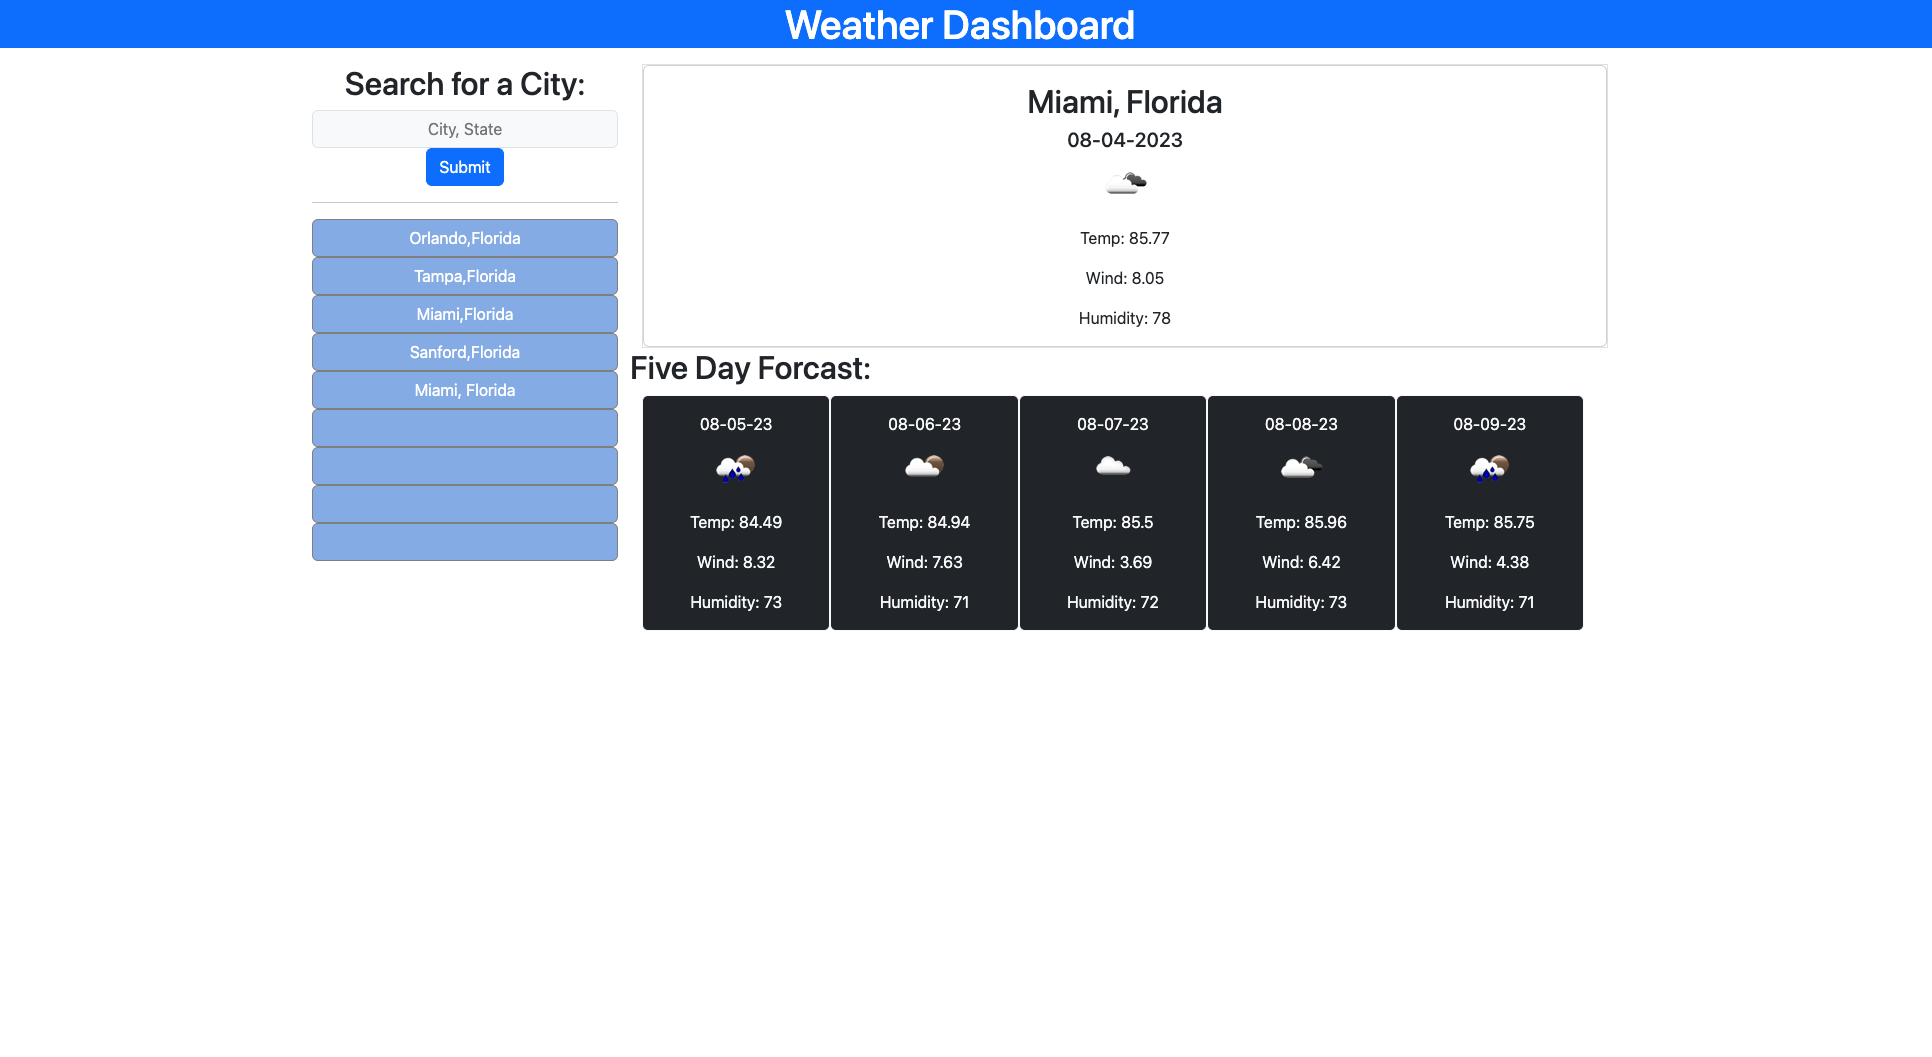 Weather Dashboard
Search for a City:
City, State
Submit
Orlando,Florida
Tampa,Florida
Miami,Florida
Sanford,Florida
Miami, Florida
Miami, Florida
08-04-2023
Temp: 85.77
Wind: 8.05
Humidity: 78
Five Day Forcast:
08-05-23
Temp: 84.49
Wind: 8.32
Humidity: 73
08-06-23
Temp: 84.94
Wind: 7.63
Humidity: 71
08-07-23
Temp: 85.5
Wind: 3.69
Humidity: 72
08-08-23
Temp: 85.96
Wind: 6.42
Humidity: 73
08-09-23
Temp: 85.75
Wind: 4.38
Humidity: 71